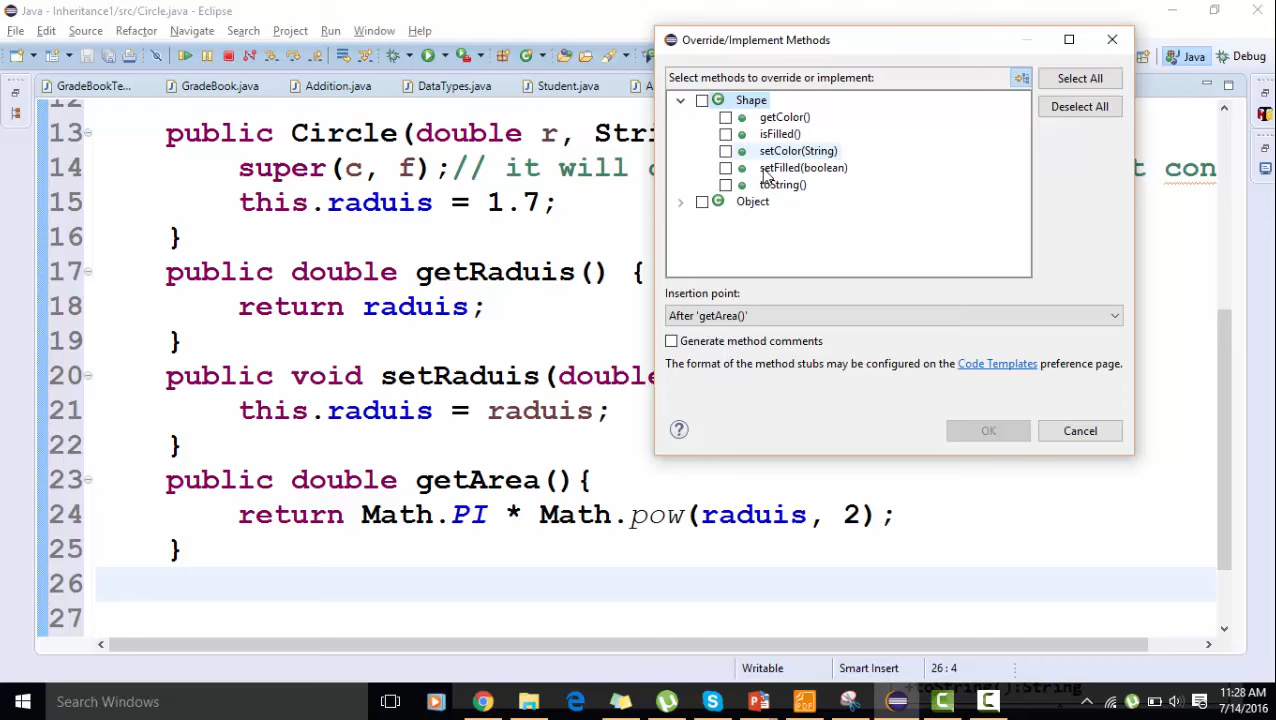 Java - Inheritance1/src/Circle.java - Eclipse
File Edit Source Refactor Navigate Search Project Run Window
Java Debug
GradeBookTe... GradeBook.java Addition.java DataTypes.java Student.java
12
13 public Circle(double r, Stri
14 super(c, f);// it will
15 this.raduis = 1.7;
16 }
17 public double getRaduis() {
18 return raduis;
19 }
20 public void setRaduis(double
21 this.raduis = raduis;
22 }
23 public double getArea(){
24 return Math.PI * Math.pow(raduis, 2);
25 }
26
27
t con
Override/Implement Methods
Select methods to override or implement:
Select All
Deselect All
Shape
getColor()
isFilled()
setColor(String)
setFilled(boolean)
toString()
Object
Insertion point:
After 'getArea()'
Generate method comments
The format of the method stubs may be configured on the Code Templates preference page.
OK Cancel
Writable Smart Insert 26 : 4
+toString():String
Search Windows
11:28 AM
7/14/2016